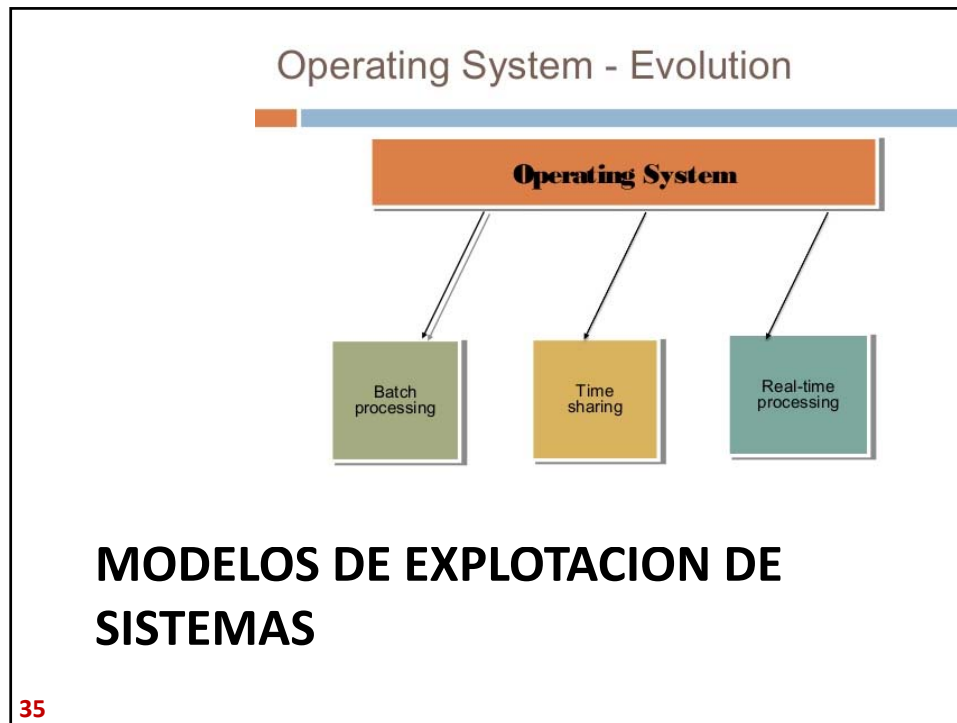 Operating System - Evolution
Operating System
Batch
processing
Time
sharing
Real-time
processing
MODELOS DE EXPLOTACION DE
SISTEMAS
35